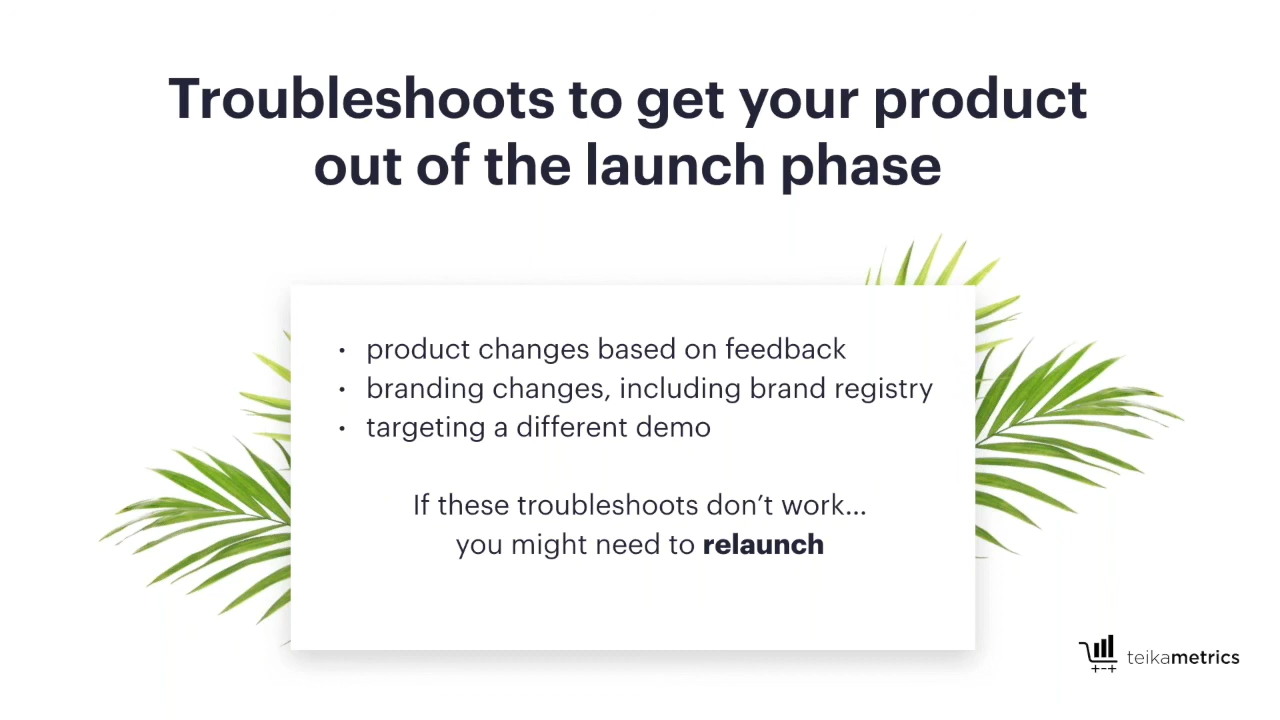 Troubleshoots to get your product
out of the launch phase
• product changes based on feedback
• branding changes, including brand registry
• targeting a different demo
If these troubleshoots don’t work...
you might need to relaunch
teikametrics